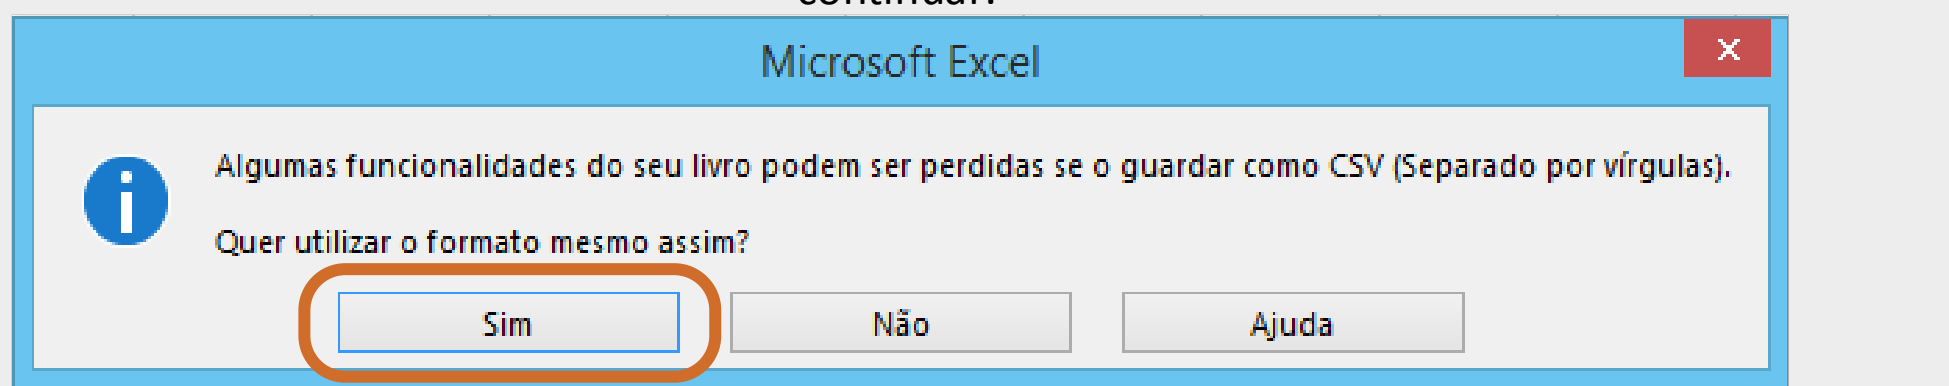 continuar.
Microsoft Excel
x
Algumas funcionalidades do seu livro podem ser perdidas se o guardar como CSV (Separado por vírgulas).
Quer utilizar o formato mesmo assim?
Sim
Não
Ajuda